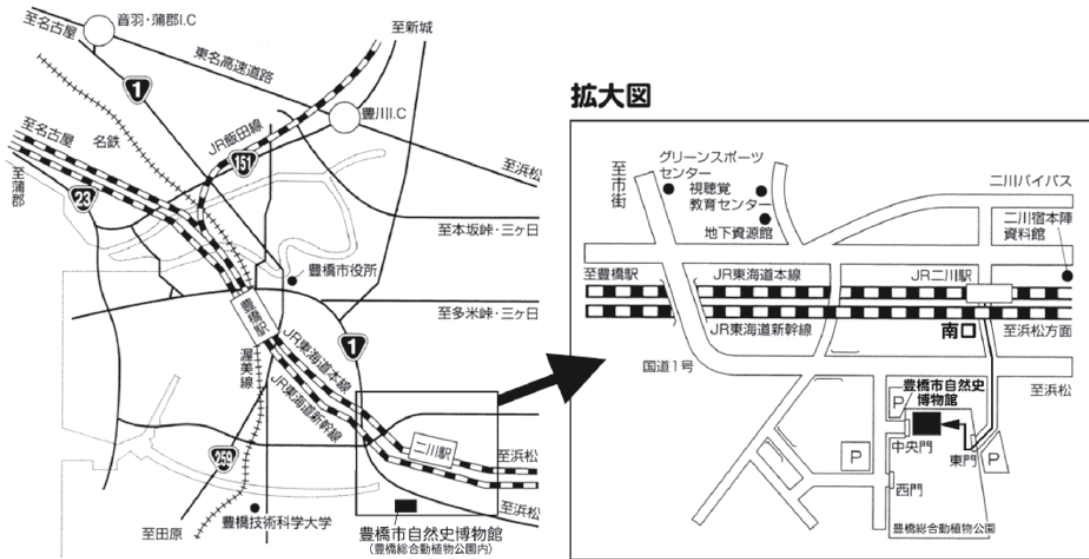 至名古屋
音羽・蒲郡I.C
至新城
東名高速道路
1
豊川I.C
至名古屋
名鉄
JR飯田線
151
至浜松
至蒲郡
23
至本坂峠・三ヶ日
豊橋市役所
豊橋駅
至多米峠・三ヶ日
渥美線
JR東海道本線
JR東海道新幹線
1
259
二川駅
至浜松
至浜松
至田原
豊橋技術科学大学
豊橋市自然史博物館
(豊橋総合動植物公園内)
拡大図
至市街
グリーンスポーツ
センター
視聴覚
教育センター
地下資源館
二川バイパス
二川宿本陣
資料館
至豊橋駅
JR東海道本線
JR二川駅
JR東海道新幹線
南口
至浜松方面
国道1号
至浜松
P
豊橋市自然史
博物館
中央門
東門
P
P
西門
豊橋総合動植物公園